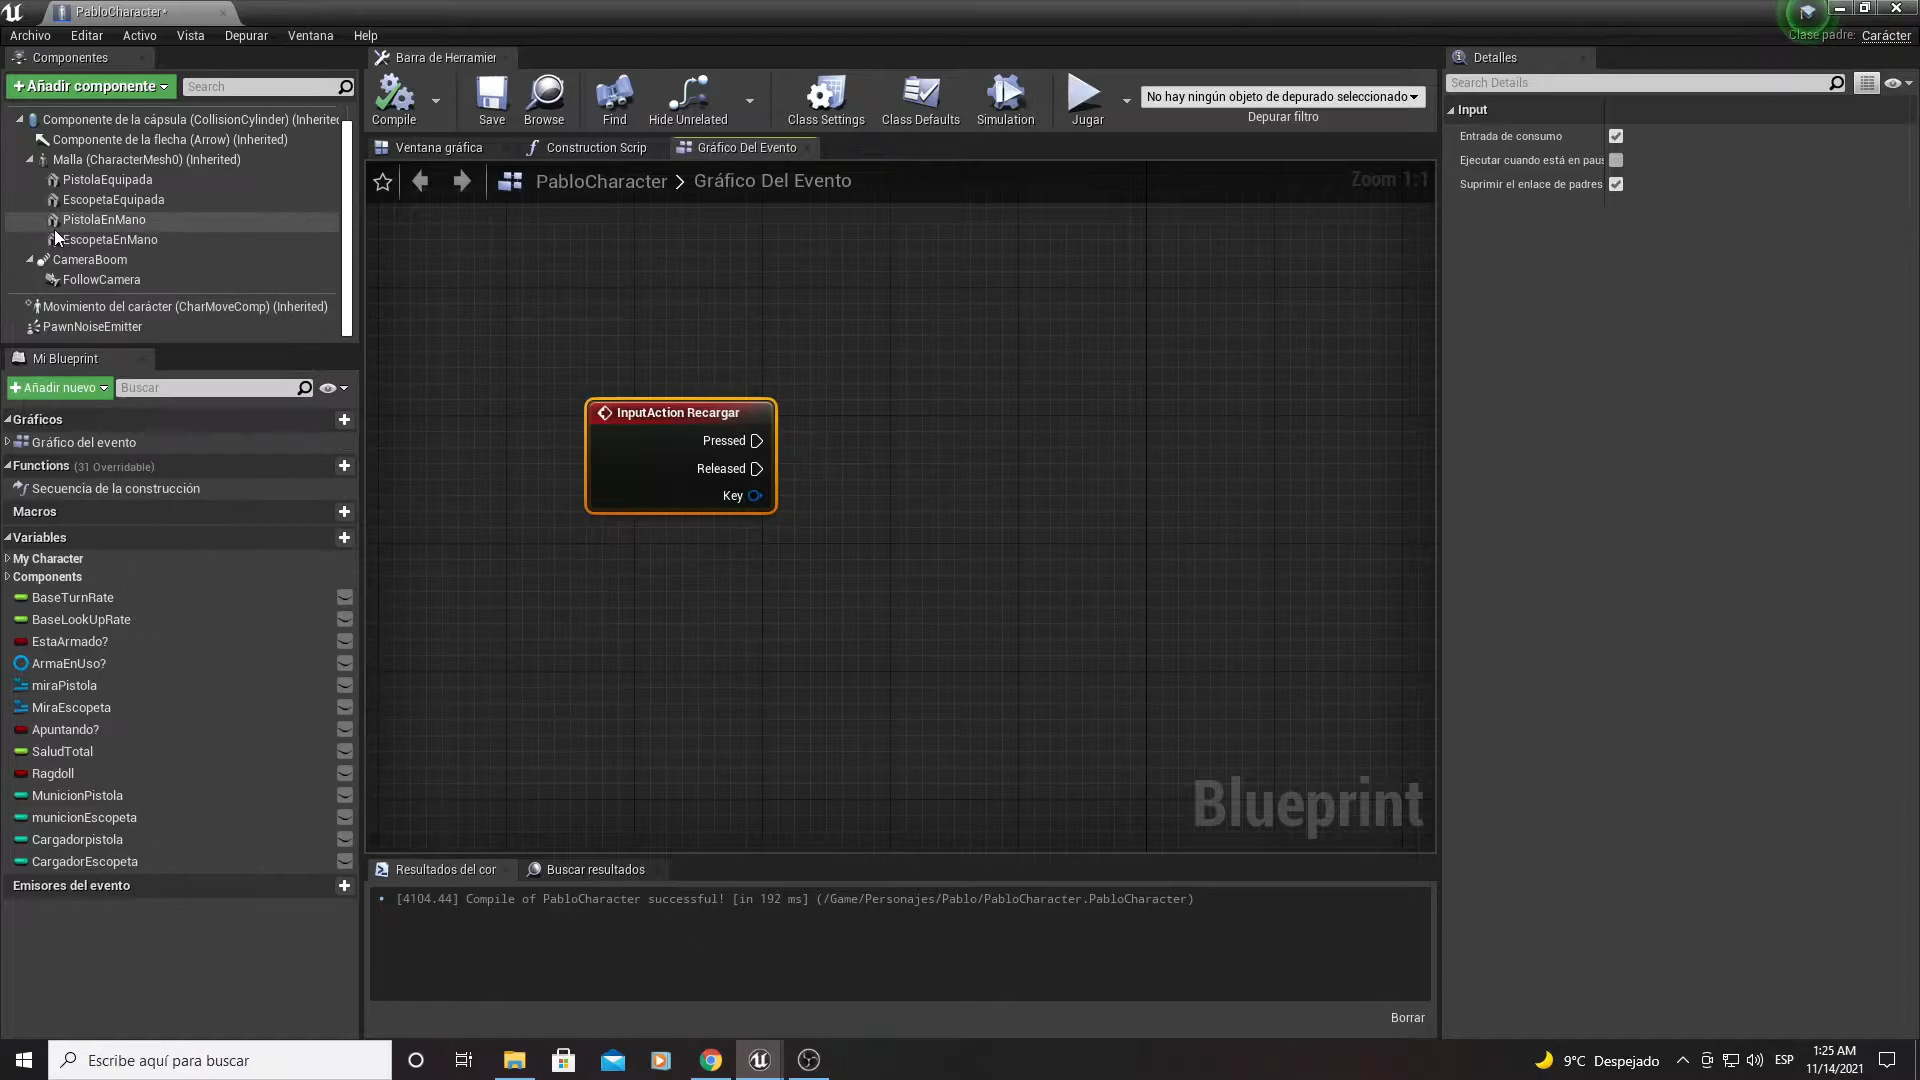 PabloCharacter*
Archivo Editar Activo Vista Depurar Ventana Help
Clase padre: Carácter
Componentes
Añadir componente
Search
Componente de la cápsula (CollisionCylinder) (Inherited
Componente de la flecha (Arrow) (Inherited)
Malla (CharacterMesh0) (Inherited)
PistolaEquipada
EscopetaEquipada
PistolaEnMano
EscopetaEnMano
CameraBoom
FollowCamera
Movimiento del carácter (CharMoveComp) (Inherited)
PawnNoiseEmitter
Mi Blueprint
Añadir nuevo
Buscar
Gráficos
Gráfico del evento
Functions (31 Overridable)
Secuencia de la construcción
Macros
Variables
My Character
Components
BaseTurnRate
BaseLookUpRate
EstaArmado?
ArmaEnUso?
miraPistola
MiraEscopeta
Apuntando?
SaludTotal
Ragdoll
MunicionPistola
municionEscopeta
Cargadorpistola
CargadorEscopeta
Emisores del evento
Barra de Herramier
Compile
Save
Browse
Find
Hide Unrelated
Class Settings
Class Defaults
Simulation
Jugar
No hay ningún objeto de depurado seleccionado
Depurar filtro
Ventana gráfica
Construction Scrip
Gráfico Del Evento
PabloCharacter > Gráfico Del Evento
Zoom 1:1
InputAction Recargar
Pressed
Released
Key
Blueprint
Resultados del cor
Buscar resultados
[4104.44] Compile of PabloCharacter successful! [in 192 ms] (/Game/Personajes/Pablo/PabloCharacter.PabloCharacter)
Borrar
Detalles
Search Details
Input
Entrada de consumo
Ejecutar cuando está en paus
Suprimir el enlace de padres
Escribe aquí para buscar
9°C Despejado
ESP
1:25 AM
11/14/2021